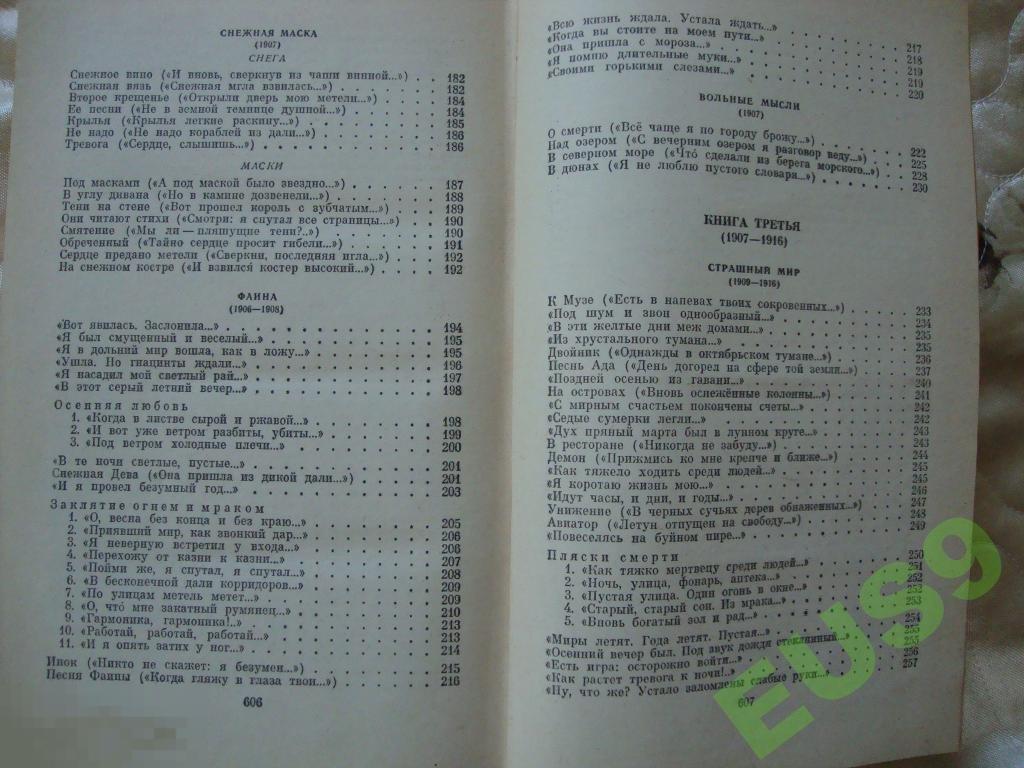 СНЕЖНАЯ МАСКА
(1907)
СНЕГА
Снежное вино («И вновь, сверкнув из чаши винной...») . . 182
Снежная вязь («Снежная мгла взвилась...») . . . . . . 182
Второе крещенье («Открыли дверь мою метели...») . . . . 184
Ее песни («Не в земной темнице душной...») . . . . . . 184
Крылья («Крылья легкие раскину...») . . . . . . . . 185
Не надо («Не надо кораблей из дали...») . . . . . . . 186
Тревога («Сердце, слышишь...») . . . . . . . . . . 186
МАСКИ
Под масками («А под маской было звездно...») . . . . . . 187
В углу дивана («Но в камине дозвенели...») . . . . . . 188
Тени на стене («Вот прошел король с зубчатым...») . . . 189
Они читают стихи («Смотри: я спутал все страницы...») . . . 190
Смятение («Мы ли — пляшущие тени?..») . . . . . . . 190
Обреченный («Тайно сердце просит гибели...») . . . . . 191
Сердце предано метели («Сверкни, последняя игла...») . . . 192
На снежном костре («И взвился костер высокий...») . . . . 192
ФАИНА
(1906—1908)
«Вот явилась. Заслонила...» . . . . . . . . . . . 194
«Я был смущенный и веселый...» . . . . . . . . . 195
«Я в дольний мир вошла, как в ложу...» . . . . . . . 195
«Ушла. Но гиацинты ждали...» . . . . . . . . . . 196
«Я насадил мой светлый рай...» . . . . . . . . . . 197
«В этот серый летний вечер...» . . . . . . . . . . 198
Осенняя любовь
1. «Когда в листве сырой и ржавой...» . . . . . . . 198
2. «И вот уже ветром разбиты, убиты...» . . . . . . 199
3. «Под ветром холодные плечи...» . . . . . . . . 200
«В те ночи светлые, пустые...» . . . . . . . . . . 201
Снежная Дева («Она пришла из дикой дали...») . . . . . 201
«И я провел безумный год...» . . . . . . . . . . . 203
Заклятие огнем и мраком
1. «О, весна без конца и без краю...» . . . . . . . . 205
2. «Приявший мир, как звонкий дар...» . . . . . . . 206
3. «Я неверную встретил у входа...» . . . . . . . . 206
4. «Перехожу от казни к казни...» . . . . . . . . . 207
5. «Пойми же, я спутал, я спутал...» . . . . . . . . 208
6. «В бесконечной дали корридоров...» . . . . . . . 209
7. «По улицам метель метет...» . . . . . . . . . . 209
8. «О, что́ мне закатный румянец...» . . . . . . . . 210
9. «Гармоника, гармоника!..» . . . . . . . . . . . 213
10. «Работай, работай, работай...» . . . . . . . . . 213
11. «И я опять затих у ног...» . . . . . . . . . . . 214
Инок («Никто не скажет: я безумен...») . . . . . . . . 215
Песня Фаины («Когда гляжу в глаза твои...») . . . . . . 216
606
«Всю жизнь ждала. Устала ждать...» . . . . . . . . 217
«Когда вы стоите на моем пути...» . . . . . . . . . 218
«Она пришла с мороза...» . . . . . . . . . . . . 219
«Я помню длительные муки...» . . . . . . . . . . 219
«Своими горькими слезами...» . . . . . . . . . . 220
ВОЛЬНЫЕ МЫСЛИ
(1907)
О смерти («Всё чаще я по городу брожу...») . . . . . . 222
Над озером («С вечерним озером я разговор веду...») . . . 225
В северном море («Что́ сделали из берега морского...») . . 228
В дюнах («Я не люблю пустого словаря...») . . . . . . 230
КНИГА ТРЕТЬЯ
(1907—1916)
СТРАШНЫЙ МИР
(1909—1916)
К Музе («Есть в напевах твоих сокровенных...») . . . . 233
«Под шум и звон однообразный...» . . . . . . . . . 234
«В эти желтые дни меж домами...» . . . . . . . . . 235
«Из хрустального тумана...» . . . . . . . . . . . 235
Двойник («Однажды в октябрьском тумане...») . . . . . 236
Песнь Ада («День догорел на сфере той земли...») . . . . 237
«Поздней осенью из гавани...» . . . . . . . . . . 240
На островах («Вновь оснежённые колонны...») . . . . . 241
«С мирным счастьем покончены счеты...» . . . . . . . 242
«Седые сумерки легли...» . . . . . . . . . . . . 242
«Дух пряный марта был в лунном круге...» . . . . . . 243
В ресторане («Никогда не забуду...») . . . . . . . . 243
Демон («Прижмись ко мне крепче и ближе...») . . . . . 244
«Как тяжело ходить среди людей...» . . . . . . . . 245
«Я коротаю жизнь мою...» . . . . . . . . . . . . 245
«Идут часы, и дни, и годы...» . . . . . . . . . . 246
Унижение («В черных сучьях дерев обнаженных...») . . . 247
Авиатор («Летун отпущен на свободу...») . . . . . . . 248
«Повеселясь на буйном пире...» . . . . . . . . . . 249
Пляски смерти
1. «Как тяжко мертвецу среди людей...» . . . . . . 250
2. «Ночь, улица, фонарь, аптека...» . . . . . . . . 251
3. «Пустая улица. Один огонь в окне...» . . . . . . 252
4. «Старый, старый сон. Из мрака...» . . . . . . . 252
5. «Вновь богатый зол и рад...» . . . . . . . . . 253
«Миры летят. Года летят. Пустая...» . . . . . . . . 254
«Осенний вечер был. Под звук дождя стеклянный...» . . . 255
«Есть игра: осторожно войти...» . . . . . . . . . 255
«Как растет тревога к ночи!..» . . . . . . . . . . 256
«Ну, что же? Устало заломлены слабые руки...» . . . . 257
607
EUS9